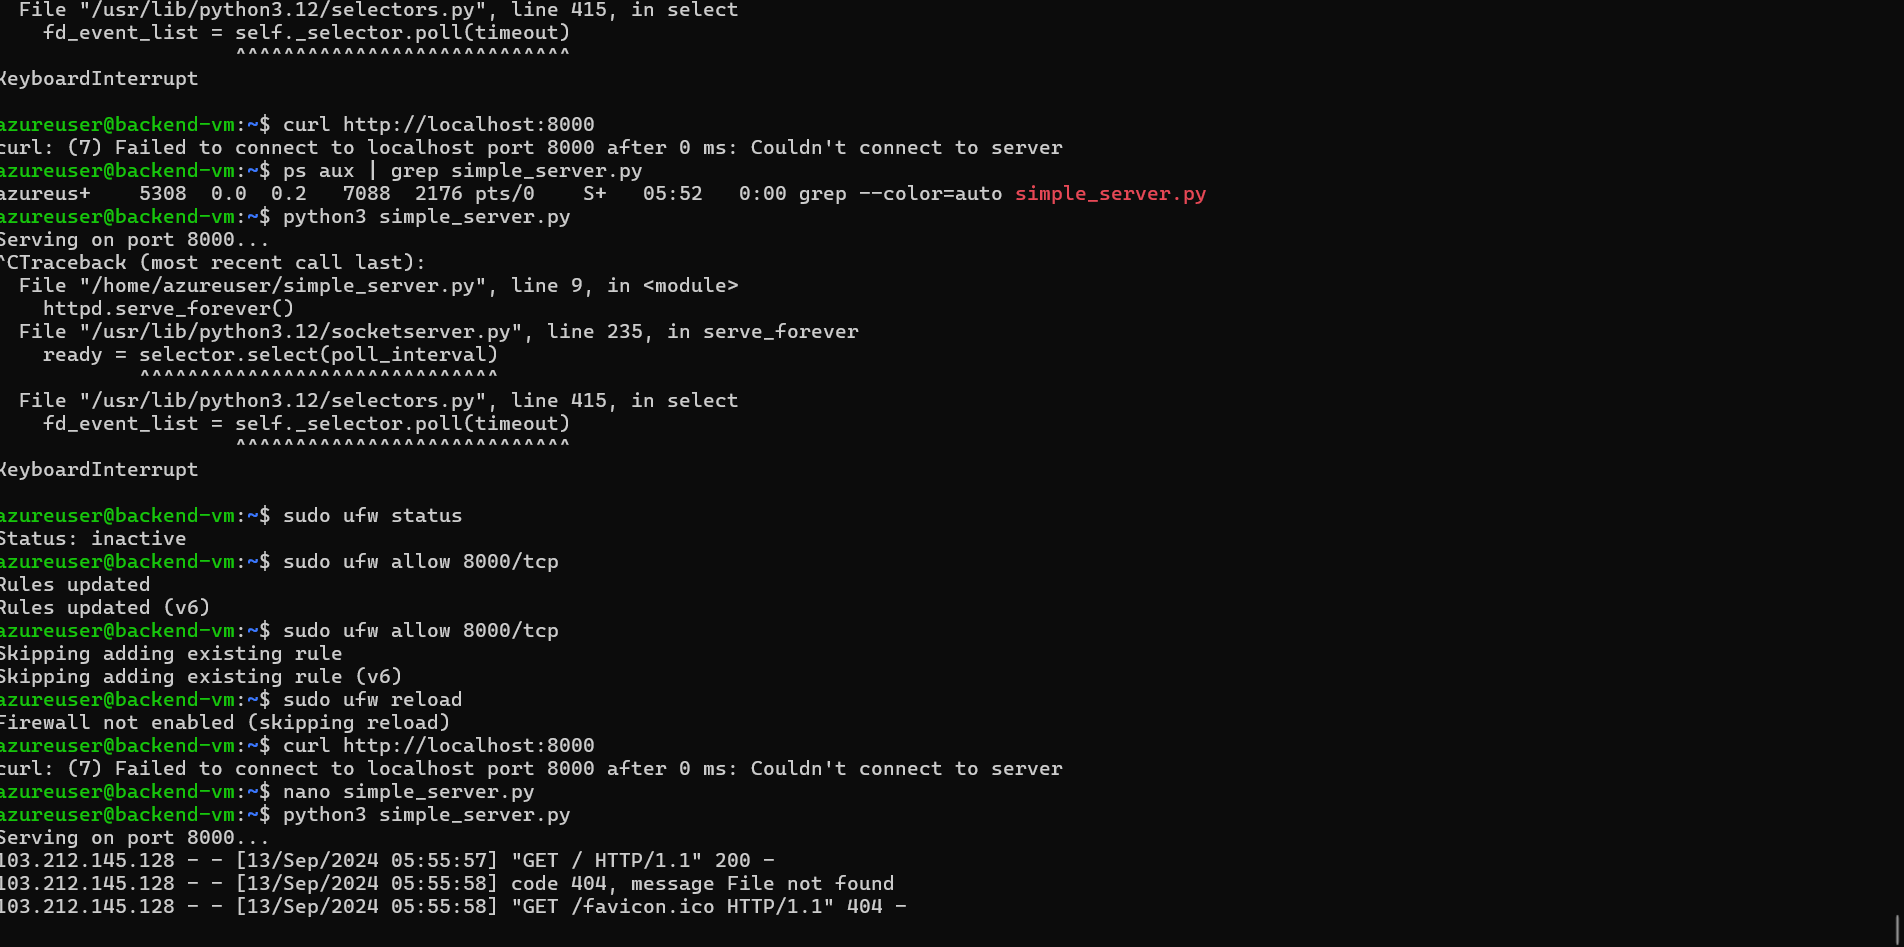 File "/usr/lib/python3.12/selectors.py", line 415, in select
    fd_event_list = self._selector.poll(timeout)
                    ^^^^^^^^^^^^^^^^^^^^^^^^^^^^
KeyboardInterrupt
azureuser@backend-vm:~$ curl http://localhost:8000
curl: (7) Failed to connect to localhost port 8000 after 0 ms: Couldn't connect to server
azureuser@backend-vm:~$ ps aux | grep simple_server.py
azureus+    5308  0.0  0.2   7088  2176 pts/0    S+   05:52   0:00 grep --color=auto simple_server.py
azureuser@backend-vm:~$ python3 simple_server.py
Serving on port 8000...
^CTraceback (most recent call last):
  File "/home/azureuser/simple_server.py", line 9, in <module>
    httpd.serve_forever()
  File "/usr/lib/python3.12/socketserver.py", line 235, in serve_forever
    ready = selector.select(poll_interval)
            ^^^^^^^^^^^^^^^^^^^^^^^^^^^^^^
  File "/usr/lib/python3.12/selectors.py", line 415, in select
    fd_event_list = self._selector.poll(timeout)
                    ^^^^^^^^^^^^^^^^^^^^^^^^^^^^
KeyboardInterrupt
azureuser@backend-vm:~$ sudo ufw status
Status: inactive
azureuser@backend-vm:~$ sudo ufw allow 8000/tcp
Rules updated
Rules updated (v6)
azureuser@backend-vm:~$ sudo ufw allow 8000/tcp
Skipping adding existing rule
Skipping adding existing rule (v6)
azureuser@backend-vm:~$ sudo ufw reload
Firewall not enabled (skipping reload)
azureuser@backend-vm:~$ curl http://localhost:8000
curl: (7) Failed to connect to localhost port 8000 after 0 ms: Couldn't connect to server
azureuser@backend-vm:~$ nano simple_server.py
azureuser@backend-vm:~$ python3 simple_server.py
Serving on port 8000...
103.212.145.128 - - [13/Sep/2024 05:55:57] "GET / HTTP/1.1" 200 -
103.212.145.128 - - [13/Sep/2024 05:55:58] code 404, message File not found
103.212.145.128 - - [13/Sep/2024 05:55:58] "GET /favicon.ico HTTP/1.1" 404 -